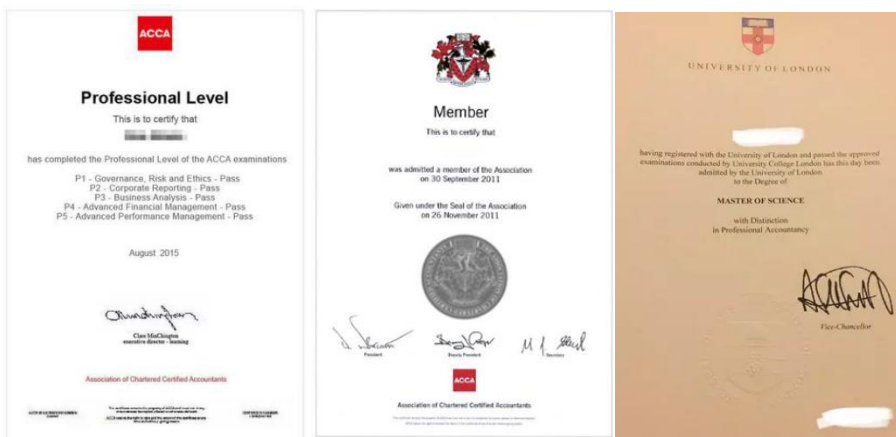 ACCA
Professional Level
This is to certify that
has completed the Professional Level of the ACCA examinations
P1 - Governance, Risk and Ethics - Pass
P2 - Corporate Reporting - Pass
P3 - Business Analysis - Pass
P4 - Advanced Financial Management - Pass
P5 - Advanced Performance Management - Pass
August 2015
Clare Minchington
executive director - learning
Association of Chartered Certified Accountants
Member
This is to certify that
was admitted a member of the Association
on 30 September 2011
Given under the Seal of the Association
on 26 November 2011
President
Deputy President
Secretary
ACCA
Association of Chartered Certified Accountants
UNIVERSITY OF LONDON
having registered with the University of London and passed the approved
examinations conducted by University College London has this day been
admitted by the University of London
to the Degree of
MASTER OF SCIENCE
with Distinction
in Professional Accountancy
Vice-Chancellor